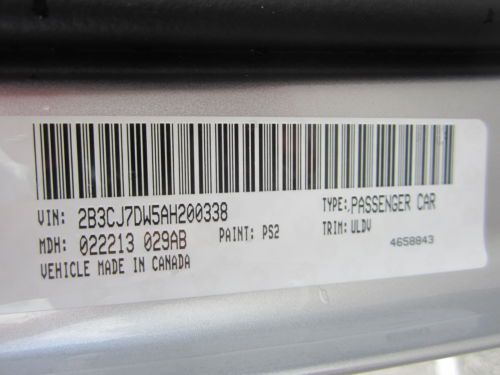 VIN: 2B3CJ7DW5AH200338 TYPE: PASSENGER CAR
MDH: 022213 029AB PAINT: PS2 TRIM: ULDV
VEHICLE MADE IN CANADA 4658843